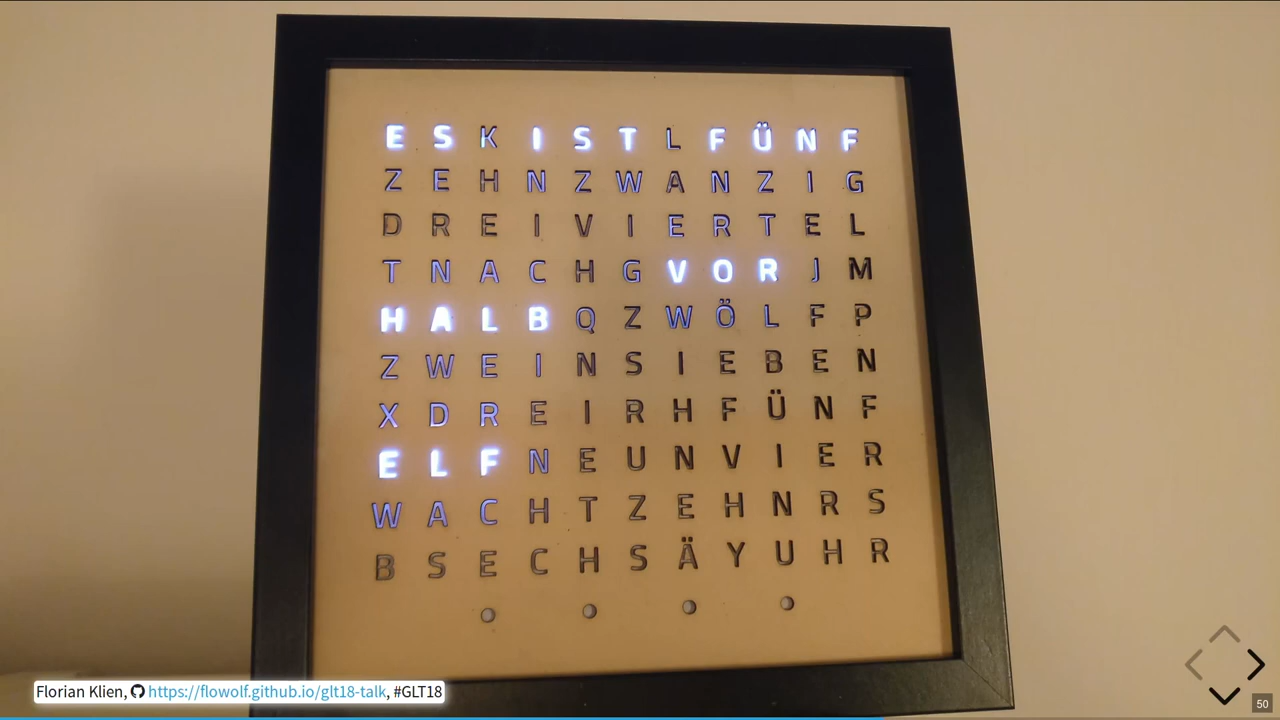 ESKISTLFÜNF
ZEHNZWANZIG
DREIVIERTEL
TNACHGVORJM
HALBQZWÖLFP
ZWEINSIEBEN
XDREIRHFÜNF
ELFNEUNVIER
WACHTZEHNRS
BSECHSÄYUHR
Florian Klien, https://flowolf.github.io/glt18-talk, #GLT18
50